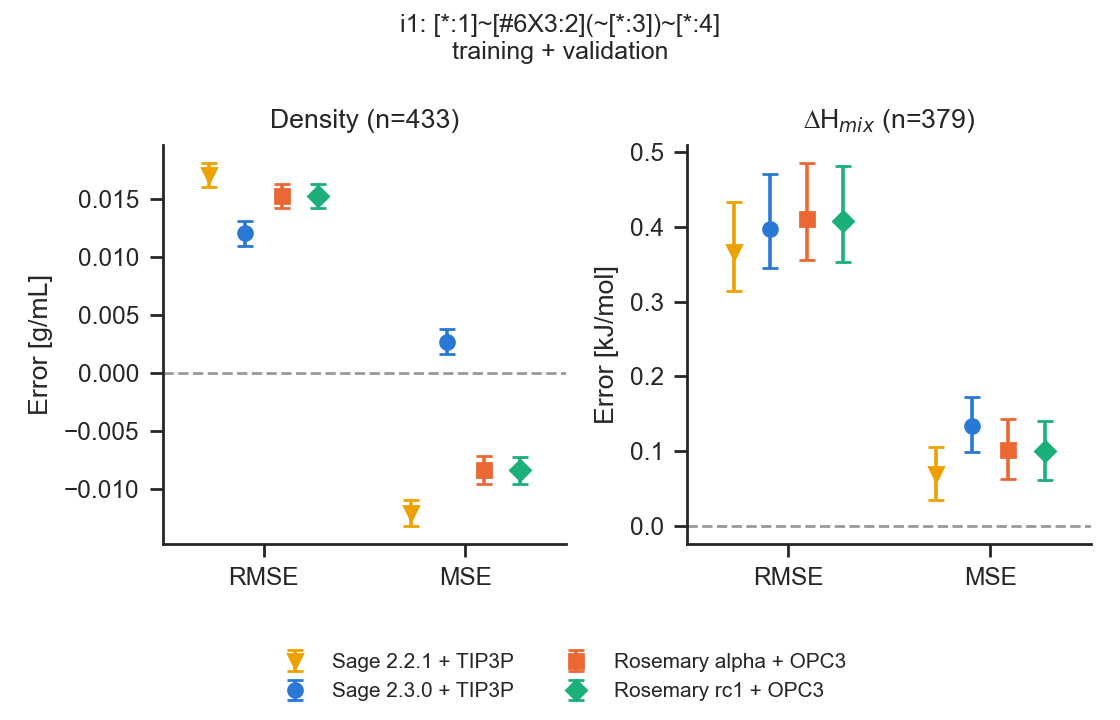 i1: [*:1]~[#6X3:2](~[*:3])~[*:4]
training + validation
Density (n=433)
ΔH_mix (n=379)
Error [g/mL]
0.015
0.010
0.005
0.000
−0.005
−0.010
RMSE
MSE
Error [kJ/mol]
0.5
0.4
0.3
0.2
0.1
0.0
RMSE
MSE
Sage 2.2.1 + TIP3P
Sage 2.3.0 + TIP3P
Rosemary alpha + OPC3
Rosemary rc1 + OPC3